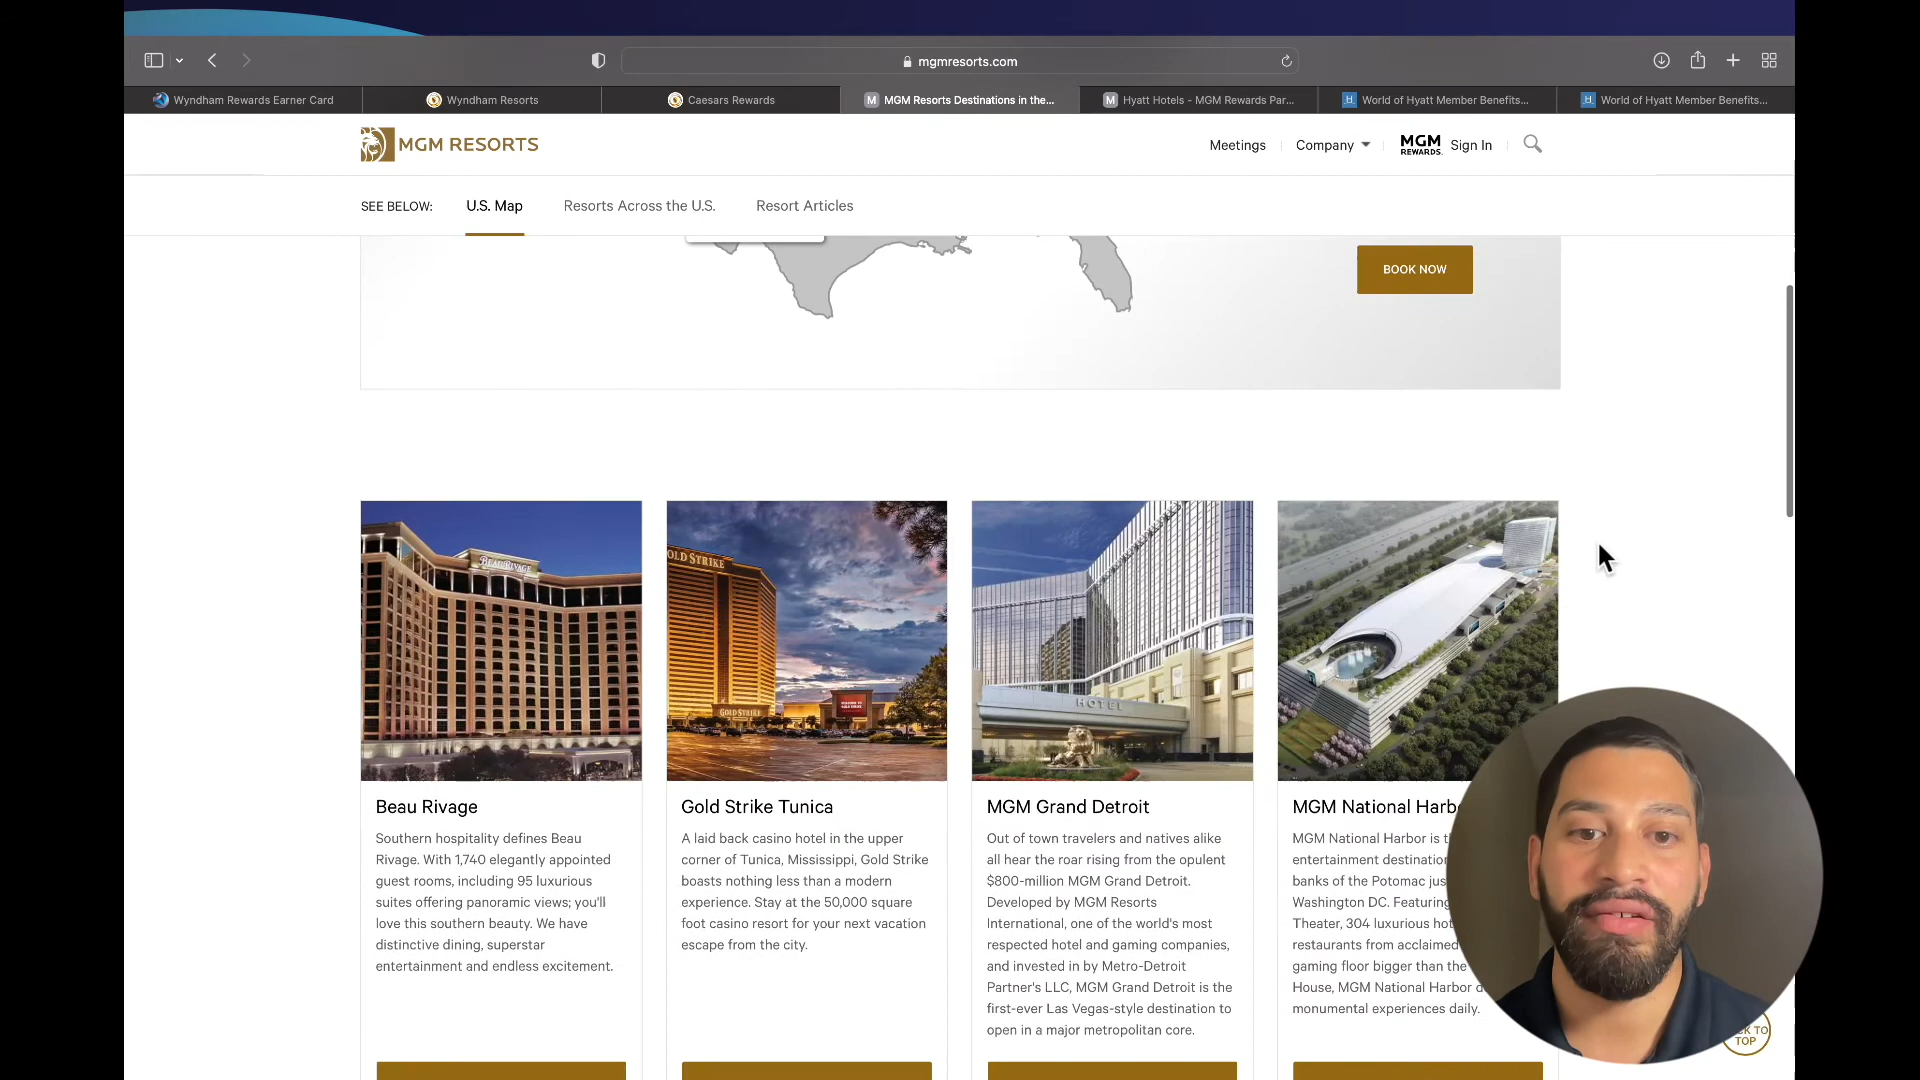 mgmresorts.com
Wyndham Rewards Earner Card
Wyndham Resorts
Caesars Rewards
M MGM Resorts Destinations in the...
M Hyatt Hotels - MGM Rewards Par...
H World of Hyatt Member Benefits...
H World of Hyatt Member Benefits...
MGM RESORTS
Meetings
Company
MGM REWARDS
Sign In
SEE BELOW:
U.S. Map
Resorts Across the U.S.
Resort Articles
BOOK NOW
BEAU RIVAGE
GOLD STRIKE
GOLD STRIKE
HOTEL
Beau Rivage
Southern hospitality defines Beau
Rivage. With 1,740 elegantly appointed
guest rooms, including 95 luxurious
suites offering panoramic views; you'll
love this southern beauty. We have
distinctive dining, superstar
entertainment and endless excitement.
Gold Strike Tunica
A laid back casino hotel in the upper
corner of Tunica, Mississippi, Gold Strike
boasts nothing less than a modern
experience. Stay at the 50,000 square
foot casino resort for your next vacation
escape from the city.
MGM Grand Detroit
Out of town travelers and natives alike
all hear the roar rising from the opulent
$800-million MGM Grand Detroit.
Developed by MGM Resorts
International, one of the world's most
respected hotel and gaming companies,
and invested in by Metro-Detroit
Partner's LLC, MGM Grand Detroit is the
first-ever Las Vegas-style destination to
open in a major metropolitan core.
MGM National Harbo
MGM National Harbor is t
entertainment destination
banks of the Potomac jus
Washington DC. Featuring
Theater, 304 luxurious hot
restaurants from acclaimed
gaming floor bigger than the
House, MGM National Harbor d
monumental experiences daily.
CK TO
TOP